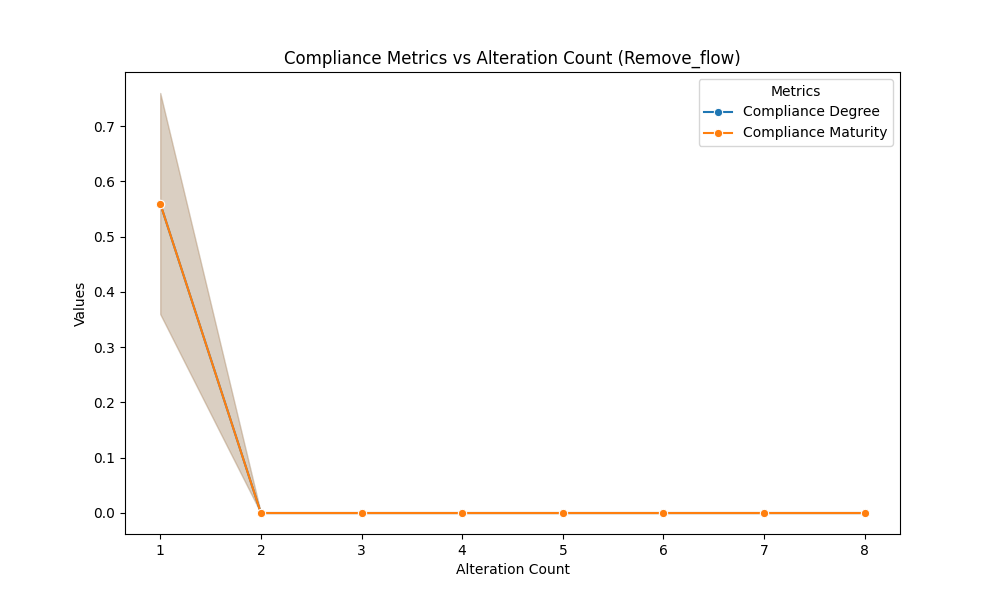 Compliance Metrics vs Alteration Count (Remove_flow)
Metrics
Compliance Degree
Compliance Maturity
Values
0.7
0.6
0.5
0.4
0.3
0.2
0.1
0.0
1 2 3 4 5 6 7 8
Alteration Count